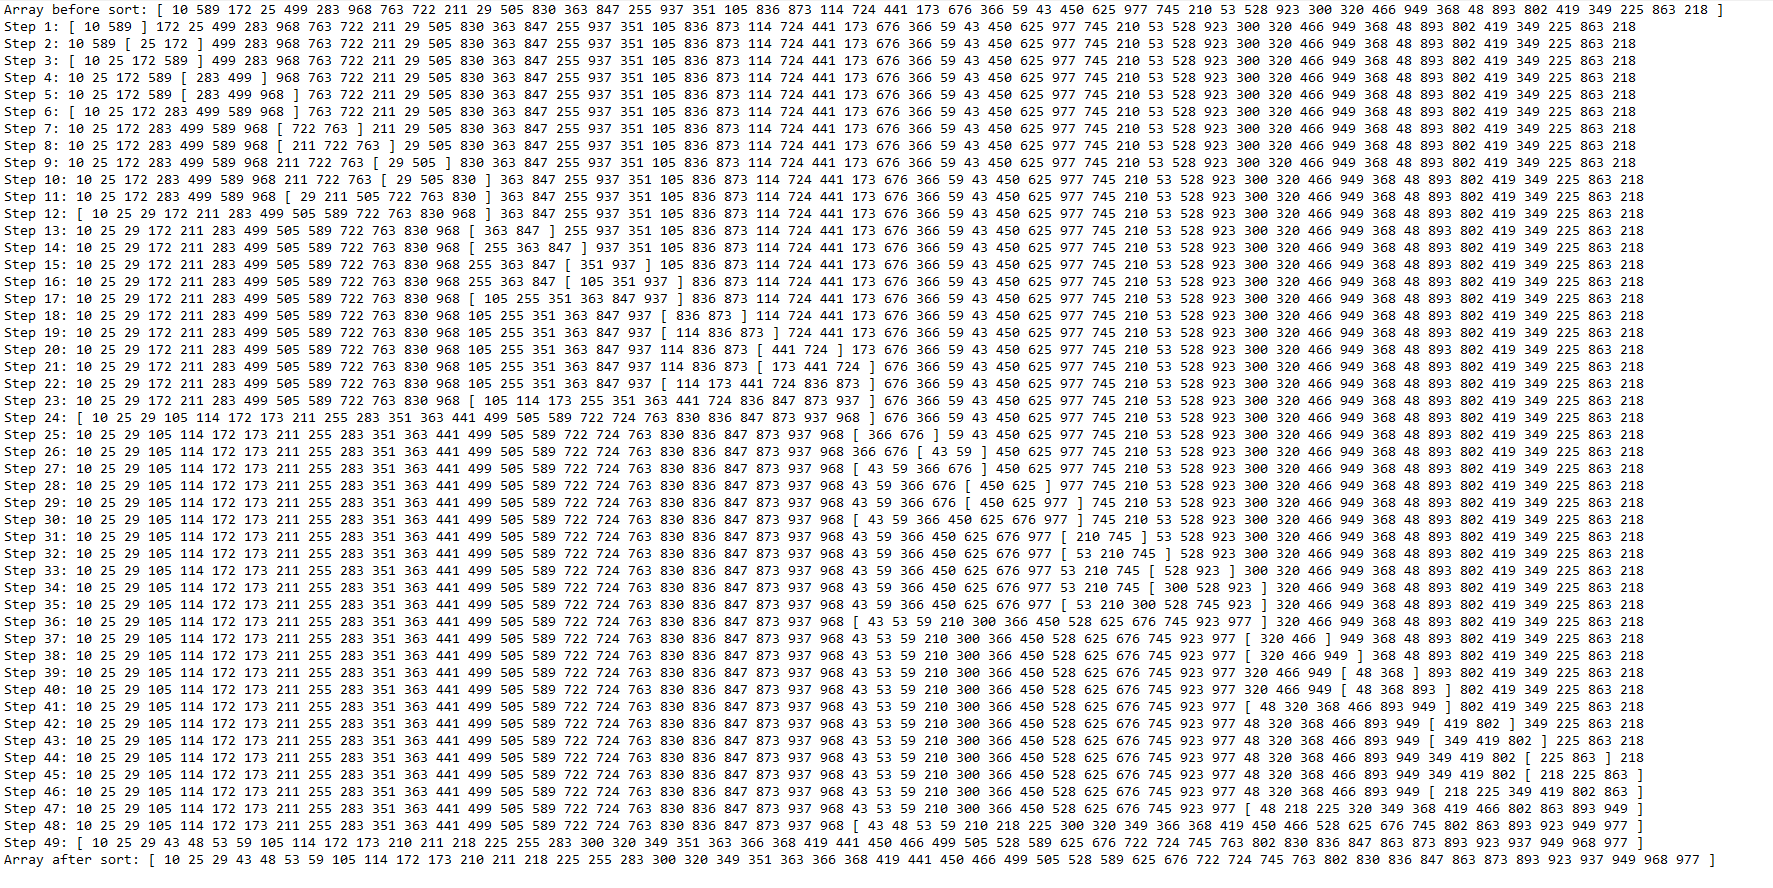 Array before sort: [ 10 589 172 25 499 283 968 763 722 211 29 505 830 363 847 255 937 351 105 836 873 114 724 441 173 676 366 59 43 450 625 977 745 210 53 528 923 300 320 466 949 368 48 893 802 419 349 225 863 218 ]
Step 1: [ 10 589 ] 172 25 499 283 968 763 722 211 29 505 830 363 847 255 937 351 105 836 873 114 724 441 173 676 366 59 43 450 625 977 745 210 53 528 923 300 320 466 949 368 48 893 802 419 349 225 863 218
Step 2: 10 589 [ 25 172 ] 499 283 968 763 722 211 29 505 830 363 847 255 937 351 105 836 873 114 724 441 173 676 366 59 43 450 625 977 745 210 53 528 923 300 320 466 949 368 48 893 802 419 349 225 863 218
Step 3: [ 10 25 172 589 ] 499 283 968 763 722 211 29 505 830 363 847 255 937 351 105 836 873 114 724 441 173 676 366 59 43 450 625 977 745 210 53 528 923 300 320 466 949 368 48 893 802 419 349 225 863 218
Step 4: 10 25 172 589 [ 283 499 ] 968 763 722 211 29 505 830 363 847 255 937 351 105 836 873 114 724 441 173 676 366 59 43 450 625 977 745 210 53 528 923 300 320 466 949 368 48 893 802 419 349 225 863 218
Step 5: 10 25 172 589 [ 283 499 968 ] 763 722 211 29 505 830 363 847 255 937 351 105 836 873 114 724 441 173 676 366 59 43 450 625 977 745 210 53 528 923 300 320 466 949 368 48 893 802 419 349 225 863 218
Step 6: [ 10 25 172 283 499 589 968 ] 763 722 211 29 505 830 363 847 255 937 351 105 836 873 114 724 441 173 676 366 59 43 450 625 977 745 210 53 528 923 300 320 466 949 368 48 893 802 419 349 225 863 218
Step 7: 10 25 172 283 499 589 968 [ 722 763 ] 211 29 505 830 363 847 255 937 351 105 836 873 114 724 441 173 676 366 59 43 450 625 977 745 210 53 528 923 300 320 466 949 368 48 893 802 419 349 225 863 218
Step 8: 10 25 172 283 499 589 968 [ 211 722 763 ] 29 505 830 363 847 255 937 351 105 836 873 114 724 441 173 676 366 59 43 450 625 977 745 210 53 528 923 300 320 466 949 368 48 893 802 419 349 225 863 218
Step 9: 10 25 172 283 499 589 968 211 722 763 [ 29 505 ] 830 363 847 255 937 351 105 836 873 114 724 441 173 676 366 59 43 450 625 977 745 210 53 528 923 300 320 466 949 368 48 893 802 419 349 225 863 218
Step 10: 10 25 172 283 499 589 968 211 722 763 [ 29 505 830 ] 363 847 255 937 351 105 836 873 114 724 441 173 676 366 59 43 450 625 977 745 210 53 528 923 300 320 466 949 368 48 893 802 419 349 225 863 218
Step 11: 10 25 172 283 499 589 968 [ 29 211 505 722 763 830 ] 363 847 255 937 351 105 836 873 114 724 441 173 676 366 59 43 450 625 977 745 210 53 528 923 300 320 466 949 368 48 893 802 419 349 225 863 218
Step 12: [ 10 25 29 172 211 283 499 505 589 722 763 830 968 ] 363 847 255 937 351 105 836 873 114 724 441 173 676 366 59 43 450 625 977 745 210 53 528 923 300 320 466 949 368 48 893 802 419 349 225 863 218
Step 13: 10 25 29 172 211 283 499 505 589 722 763 830 968 [ 363 847 ] 255 937 351 105 836 873 114 724 441 173 676 366 59 43 450 625 977 745 210 53 528 923 300 320 466 949 368 48 893 802 419 349 225 863 218
Step 14: 10 25 29 172 211 283 499 505 589 722 763 830 968 [ 255 363 847 ] 937 351 105 836 873 114 724 441 173 676 366 59 43 450 625 977 745 210 53 528 923 300 320 466 949 368 48 893 802 419 349 225 863 218
Step 15: 10 25 29 172 211 283 499 505 589 722 763 830 968 255 363 847 [ 351 937 ] 105 836 873 114 724 441 173 676 366 59 43 450 625 977 745 210 53 528 923 300 320 466 949 368 48 893 802 419 349 225 863 218
Step 16: 10 25 29 172 211 283 499 505 589 722 763 830 968 255 363 847 [ 105 351 937 ] 836 873 114 724 441 173 676 366 59 43 450 625 977 745 210 53 528 923 300 320 466 949 368 48 893 802 419 349 225 863 218
Step 17: 10 25 29 172 211 283 499 505 589 722 763 830 968 [ 105 255 351 363 847 937 ] 836 873 114 724 441 173 676 366 59 43 450 625 977 745 210 53 528 923 300 320 466 949 368 48 893 802 419 349 225 863 218
Step 18: 10 25 29 172 211 283 499 505 589 722 763 830 968 105 255 351 363 847 937 [ 836 873 ] 114 724 441 173 676 366 59 43 450 625 977 745 210 53 528 923 300 320 466 949 368 48 893 802 419 349 225 863 218
Step 19: 10 25 29 172 211 283 499 505 589 722 763 830 968 105 255 351 363 847 937 [ 114 836 873 ] 724 441 173 676 366 59 43 450 625 977 745 210 53 528 923 300 320 466 949 368 48 893 802 419 349 225 863 218
Step 20: 10 25 29 172 211 283 499 505 589 722 763 830 968 105 255 351 363 847 937 114 836 873 [ 441 724 ] 173 676 366 59 43 450 625 977 745 210 53 528 923 300 320 466 949 368 48 893 802 419 349 225 863 218
Step 21: 10 25 29 172 211 283 499 505 589 722 763 830 968 105 255 351 363 847 937 114 836 873 [ 173 441 724 ] 676 366 59 43 450 625 977 745 210 53 528 923 300 320 466 949 368 48 893 802 419 349 225 863 218
Step 22: 10 25 29 172 211 283 499 505 589 722 763 830 968 105 255 351 363 847 937 [ 114 173 441 724 836 873 ] 676 366 59 43 450 625 977 745 210 53 528 923 300 320 466 949 368 48 893 802 419 349 225 863 218
Step 23: 10 25 29 172 211 283 499 505 589 722 763 830 968 [ 105 114 173 255 351 363 441 724 836 847 873 937 ] 676 366 59 43 450 625 977 745 210 53 528 923 300 320 466 949 368 48 893 802 419 349 225 863 218
Step 24: [ 10 25 29 105 114 172 173 211 255 283 351 363 441 499 505 589 722 724 763 830 836 847 873 937 968 ] 676 366 59 43 450 625 977 745 210 53 528 923 300 320 466 949 368 48 893 802 419 349 225 863 218
Step 25: 10 25 29 105 114 172 173 211 255 283 351 363 441 499 505 589 722 724 763 830 836 847 873 937 968 [ 366 676 ] 59 43 450 625 977 745 210 53 528 923 300 320 466 949 368 48 893 802 419 349 225 863 218
Step 26: 10 25 29 105 114 172 173 211 255 283 351 363 441 499 505 589 722 724 763 830 836 847 873 937 968 366 676 [ 43 59 ] 450 625 977 745 210 53 528 923 300 320 466 949 368 48 893 802 419 349 225 863 218
Step 27: 10 25 29 105 114 172 173 211 255 283 351 363 441 499 505 589 722 724 763 830 836 847 873 937 968 [ 43 59 366 676 ] 450 625 977 745 210 53 528 923 300 320 466 949 368 48 893 802 419 349 225 863 218
Step 28: 10 25 29 105 114 172 173 211 255 283 351 363 441 499 505 589 722 724 763 830 836 847 873 937 968 43 59 366 676 [ 450 625 ] 977 745 210 53 528 923 300 320 466 949 368 48 893 802 419 349 225 863 218
Step 29: 10 25 29 105 114 172 173 211 255 283 351 363 441 499 505 589 722 724 763 830 836 847 873 937 968 43 59 366 676 [ 450 625 977 ] 745 210 53 528 923 300 320 466 949 368 48 893 802 419 349 225 863 218
Step 30: 10 25 29 105 114 172 173 211 255 283 351 363 441 499 505 589 722 724 763 830 836 847 873 937 968 [ 43 59 366 450 625 676 977 ] 745 210 53 528 923 300 320 466 949 368 48 893 802 419 349 225 863 218
Step 31: 10 25 29 105 114 172 173 211 255 283 351 363 441 499 505 589 722 724 763 830 836 847 873 937 968 43 59 366 450 625 676 977 [ 210 745 ] 53 528 923 300 320 466 949 368 48 893 802 419 349 225 863 218
Step 32: 10 25 29 105 114 172 173 211 255 283 351 363 441 499 505 589 722 724 763 830 836 847 873 937 968 43 59 366 450 625 676 977 [ 53 210 745 ] 528 923 300 320 466 949 368 48 893 802 419 349 225 863 218
Step 33: 10 25 29 105 114 172 173 211 255 283 351 363 441 499 505 589 722 724 763 830 836 847 873 937 968 43 59 366 450 625 676 977 53 210 745 [ 528 923 ] 300 320 466 949 368 48 893 802 419 349 225 863 218
Step 34: 10 25 29 105 114 172 173 211 255 283 351 363 441 499 505 589 722 724 763 830 836 847 873 937 968 43 59 366 450 625 676 977 53 210 745 [ 300 528 923 ] 320 466 949 368 48 893 802 419 349 225 863 218
Step 35: 10 25 29 105 114 172 173 211 255 283 351 363 441 499 505 589 722 724 763 830 836 847 873 937 968 43 59 366 450 625 676 977 [ 53 210 300 528 745 923 ] 320 466 949 368 48 893 802 419 349 225 863 218
Step 36: 10 25 29 105 114 172 173 211 255 283 351 363 441 499 505 589 722 724 763 830 836 847 873 937 968 [ 43 53 59 210 300 366 450 528 625 676 745 923 977 ] 320 466 949 368 48 893 802 419 349 225 863 218
Step 37: 10 25 29 105 114 172 173 211 255 283 351 363 441 499 505 589 722 724 763 830 836 847 873 937 968 43 53 59 210 300 366 450 528 625 676 745 923 977 [ 320 466 ] 949 368 48 893 802 419 349 225 863 218
Step 38: 10 25 29 105 114 172 173 211 255 283 351 363 441 499 505 589 722 724 763 830 836 847 873 937 968 43 53 59 210 300 366 450 528 625 676 745 923 977 [ 320 466 949 ] 368 48 893 802 419 349 225 863 218
Step 39: 10 25 29 105 114 172 173 211 255 283 351 363 441 499 505 589 722 724 763 830 836 847 873 937 968 43 53 59 210 300 366 450 528 625 676 745 923 977 320 466 949 [ 48 368 ] 893 802 419 349 225 863 218
Step 40: 10 25 29 105 114 172 173 211 255 283 351 363 441 499 505 589 722 724 763 830 836 847 873 937 968 43 53 59 210 300 366 450 528 625 676 745 923 977 320 466 949 [ 48 368 893 ] 802 419 349 225 863 218
Step 41: 10 25 29 105 114 172 173 211 255 283 351 363 441 499 505 589 722 724 763 830 836 847 873 937 968 43 53 59 210 300 366 450 528 625 676 745 923 977 [ 48 320 368 466 893 949 ] 802 419 349 225 863 218
Step 42: 10 25 29 105 114 172 173 211 255 283 351 363 441 499 505 589 722 724 763 830 836 847 873 937 968 43 53 59 210 300 366 450 528 625 676 745 923 977 48 320 368 466 893 949 [ 419 802 ] 349 225 863 218
Step 43: 10 25 29 105 114 172 173 211 255 283 351 363 441 499 505 589 722 724 763 830 836 847 873 937 968 43 53 59 210 300 366 450 528 625 676 745 923 977 48 320 368 466 893 949 [ 349 419 802 ] 225 863 218
Step 44: 10 25 29 105 114 172 173 211 255 283 351 363 441 499 505 589 722 724 763 830 836 847 873 937 968 43 53 59 210 300 366 450 528 625 676 745 923 977 48 320 368 466 893 949 349 419 802 [ 225 863 ] 218
Step 45: 10 25 29 105 114 172 173 211 255 283 351 363 441 499 505 589 722 724 763 830 836 847 873 937 968 43 53 59 210 300 366 450 528 625 676 745 923 977 48 320 368 466 893 949 349 419 802 [ 218 225 863 ]
Step 46: 10 25 29 105 114 172 173 211 255 283 351 363 441 499 505 589 722 724 763 830 836 847 873 937 968 43 53 59 210 300 366 450 528 625 676 745 923 977 48 320 368 466 893 949 [ 218 225 349 419 802 863 ]
Step 47: 10 25 29 105 114 172 173 211 255 283 351 363 441 499 505 589 722 724 763 830 836 847 873 937 968 43 53 59 210 300 366 450 528 625 676 745 923 977 [ 48 218 225 320 349 368 419 466 802 863 893 949 ]
Step 48: 10 25 29 105 114 172 173 211 255 283 351 363 441 499 505 589 722 724 763 830 836 847 873 937 968 [ 43 48 53 59 210 218 225 300 320 349 366 368 419 450 466 528 625 676 745 802 863 893 923 949 977 ]
Step 49: [ 10 25 29 43 48 53 59 105 114 172 173 210 211 218 225 255 283 300 320 349 351 363 366 368 419 441 450 466 499 505 528 589 625 676 722 724 745 763 802 830 836 847 863 873 893 923 937 949 968 977 ]
Array after sort: [ 10 25 29 43 48 53 59 105 114 172 173 210 211 218 225 255 283 300 320 349 351 363 366 368 419 441 450 466 499 505 528 589 625 676 722 724 745 763 802 830 836 847 863 873 893 923 937 949 968 977 ]